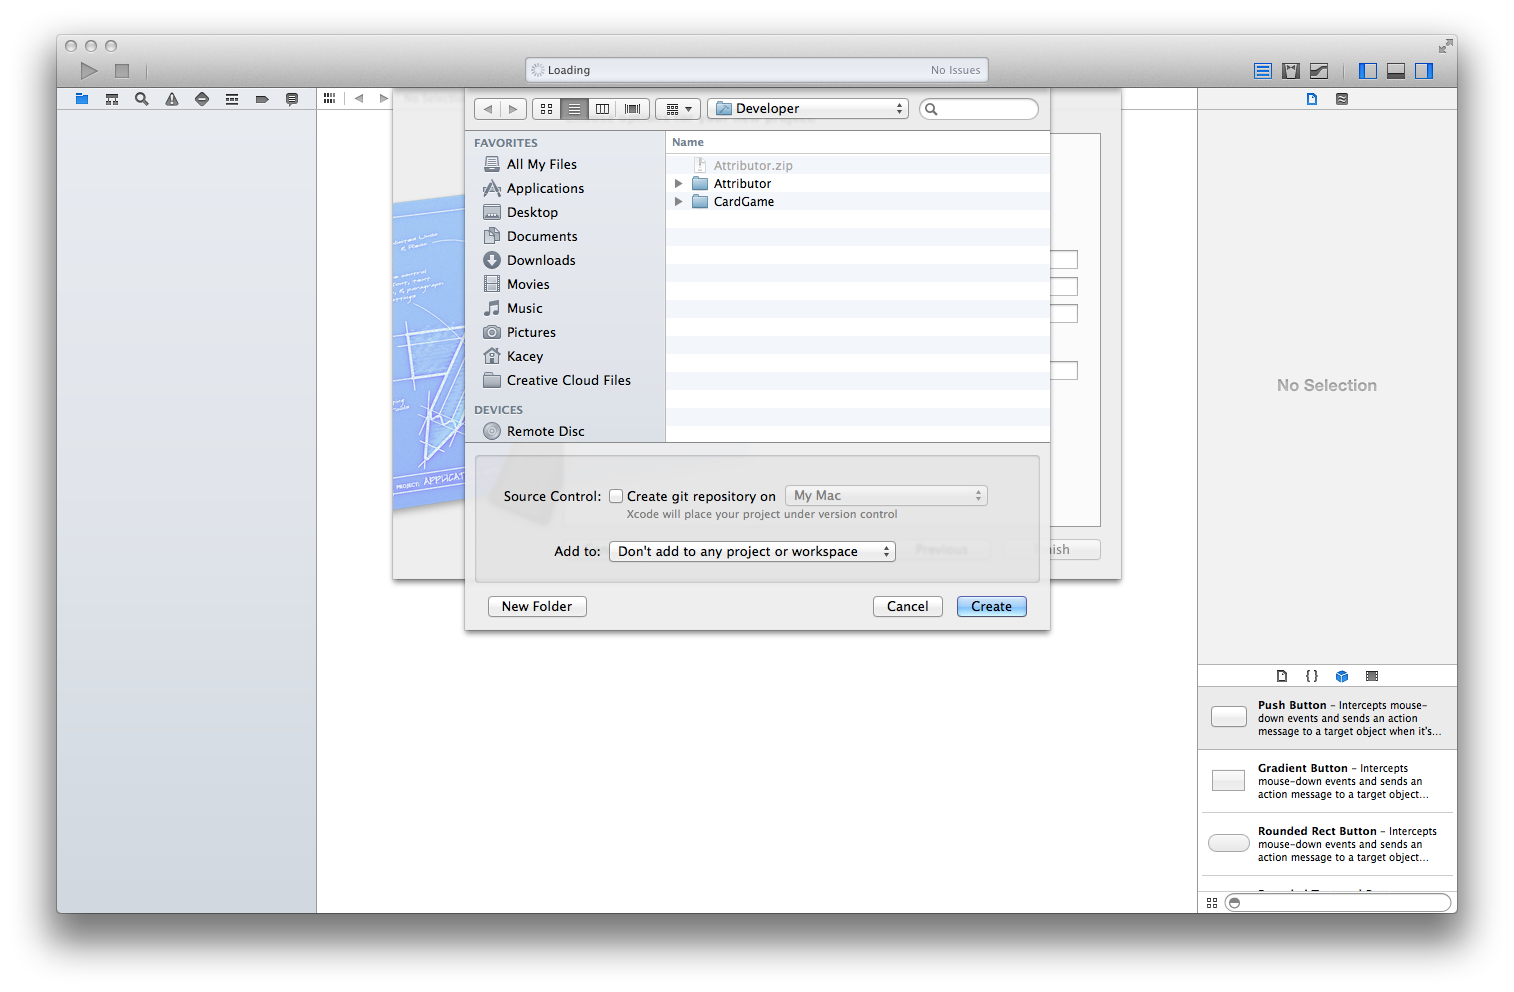 Loading
No Issues
Developer
FAVORITES
All My Files
Applications
Desktop
Documents
Downloads
Movies
Music
Pictures
Kacey
Creative Cloud Files
DEVICES
Remote Disc
Name
Attributor.zip
Attributor
CardGame
PROJECT: APPLICAT
Source Control:
Create git repository on
My Mac
Xcode will place your project under version control
Add to:
Don't add to any project or workspace
Previous
nish
New Folder
Cancel
Create
No Selection
{ }
Push Button – Intercepts mouse-
down events and sends an action
message to a target object when it's...
Gradient Button – Intercepts
mouse-down events and sends an
action message to a target object...
Rounded Rect Button – Intercepts
mouse-down events and sends an
action message to a target object...